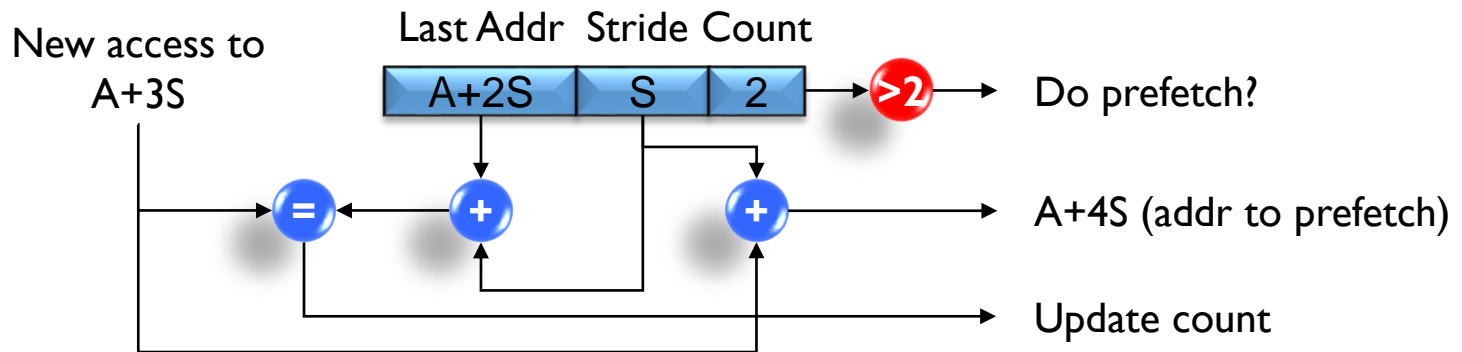 New access to
A+3S
Last Addr Stride Count
A+2S S 2
>2
Do prefetch?
= + +
A+4S (addr to prefetch)
Update count